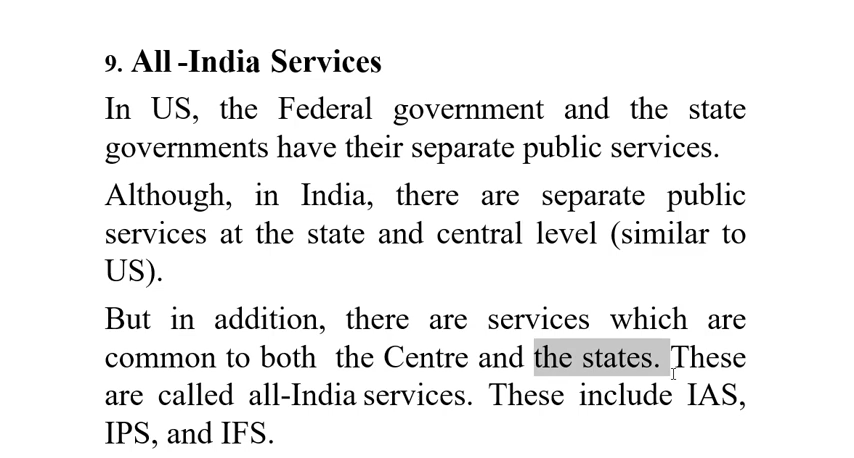 9. All -India Services
In US, the Federal government and the state
governments have their separate public services.
Although, in India, there are separate public
services at the state and central level (similar to
US).
But in addition, there are services which are
common to both the Centre and the states. These
are called all-India services. These include IAS,
IPS, and IFS.